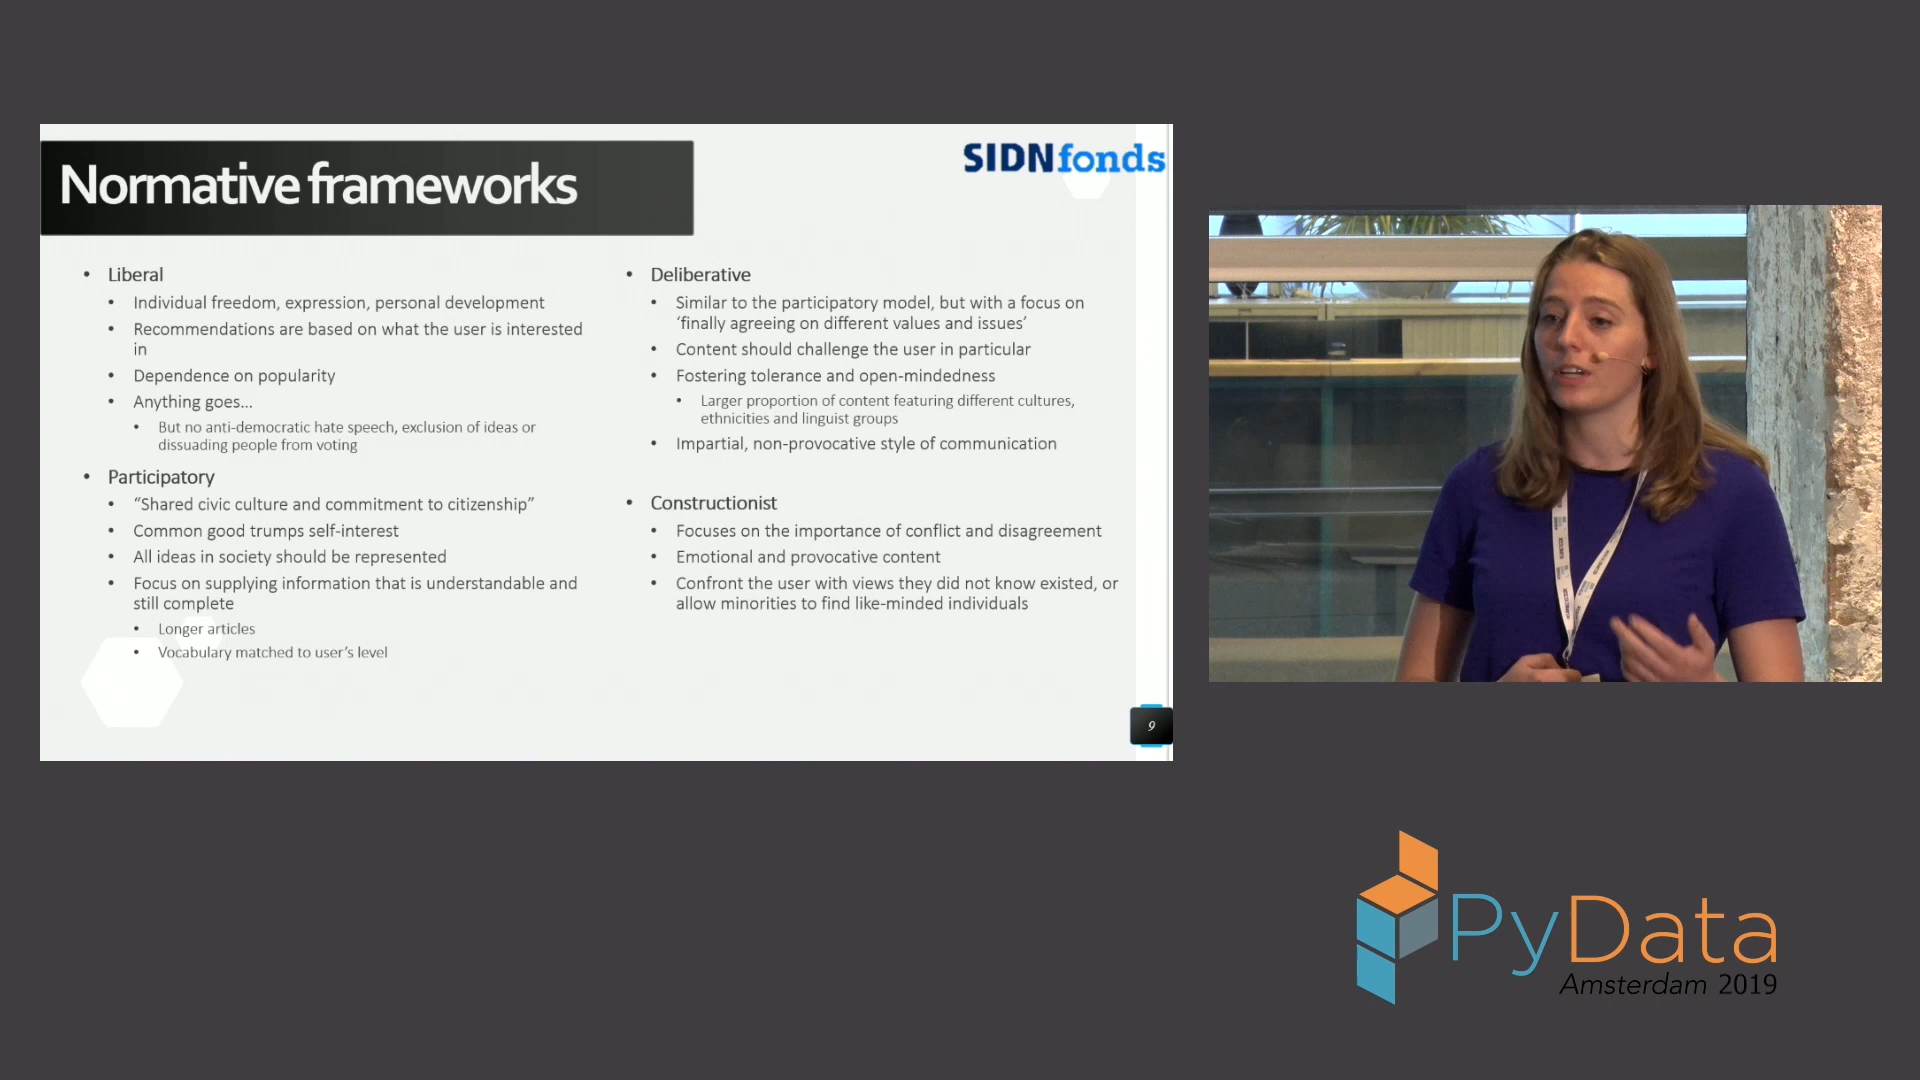 Normative frameworks
SIDNfonds
• Liberal
• Individual freedom, expression, personal development
• Recommendations are based on what the user is interested
in
• Dependence on popularity
• Anything goes...
• But no anti-democratic hate speech, exclusion of ideas or
dissuading people from voting
• Participatory
• “Shared civic culture and commitment to citizenship”
• Common good trumps self-interest
• All ideas in society should be represented
• Focus on supplying information that is understandable and
still complete
• Longer articles
• Vocabulary matched to user’s level
• Deliberative
• Similar to the participatory model, but with a focus on
‘finally agreeing on different values and issues’
• Content should challenge the user in particular
• Fostering tolerance and open-mindedness
• Larger proportion of content featuring different cultures,
ethnicities and linguist groups
• Impartial, non-provocative style of communication
• Constructionist
• Focuses on the importance of conflict and disagreement
• Emotional and provocative content
• Confront the user with views they did not know existed, or
allow minorities to find like-minded individuals
9
PyData
Amsterdam 2019